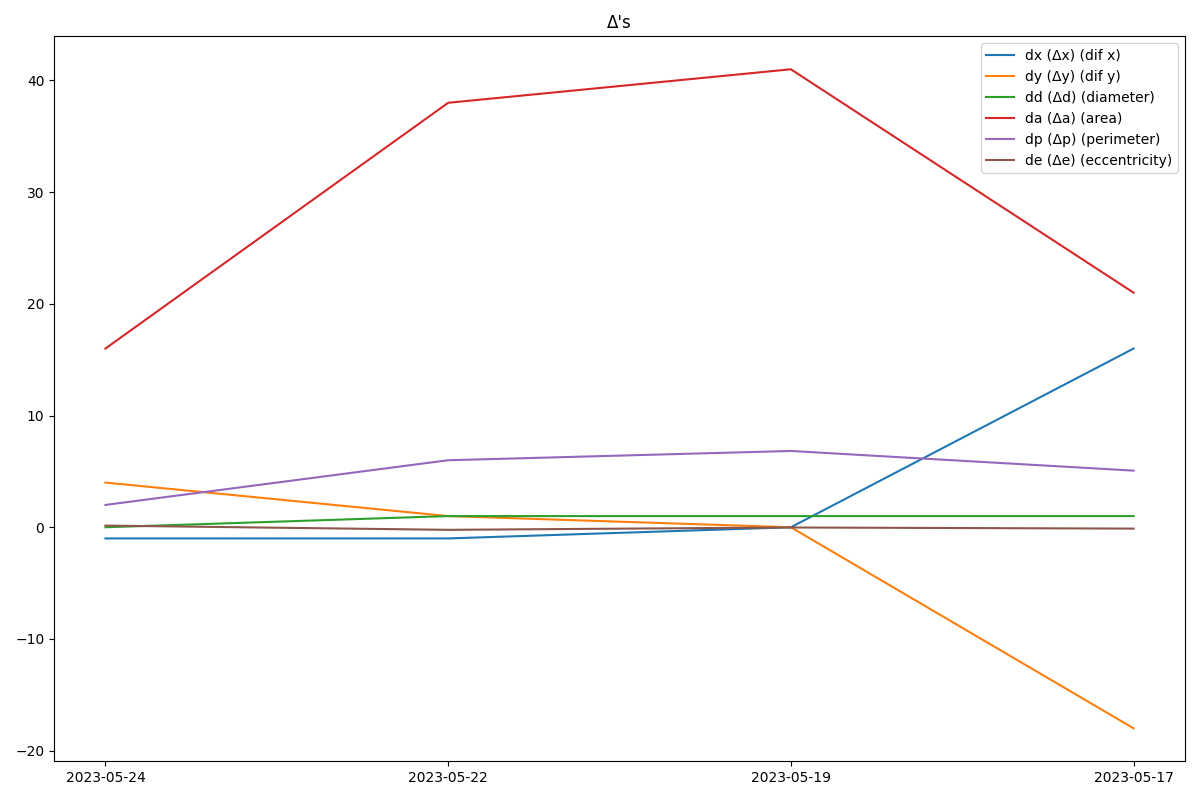 Δ's
dx (Δx) (dif x)
dy (Δy) (dif y)
dd (Δd) (diameter)
da (Δa) (area)
dp (Δp) (perimeter)
de (Δe) (eccentricity)
40
30
20
10
0
−10
−20
2023-05-24 2023-05-22 2023-05-19 2023-05-17